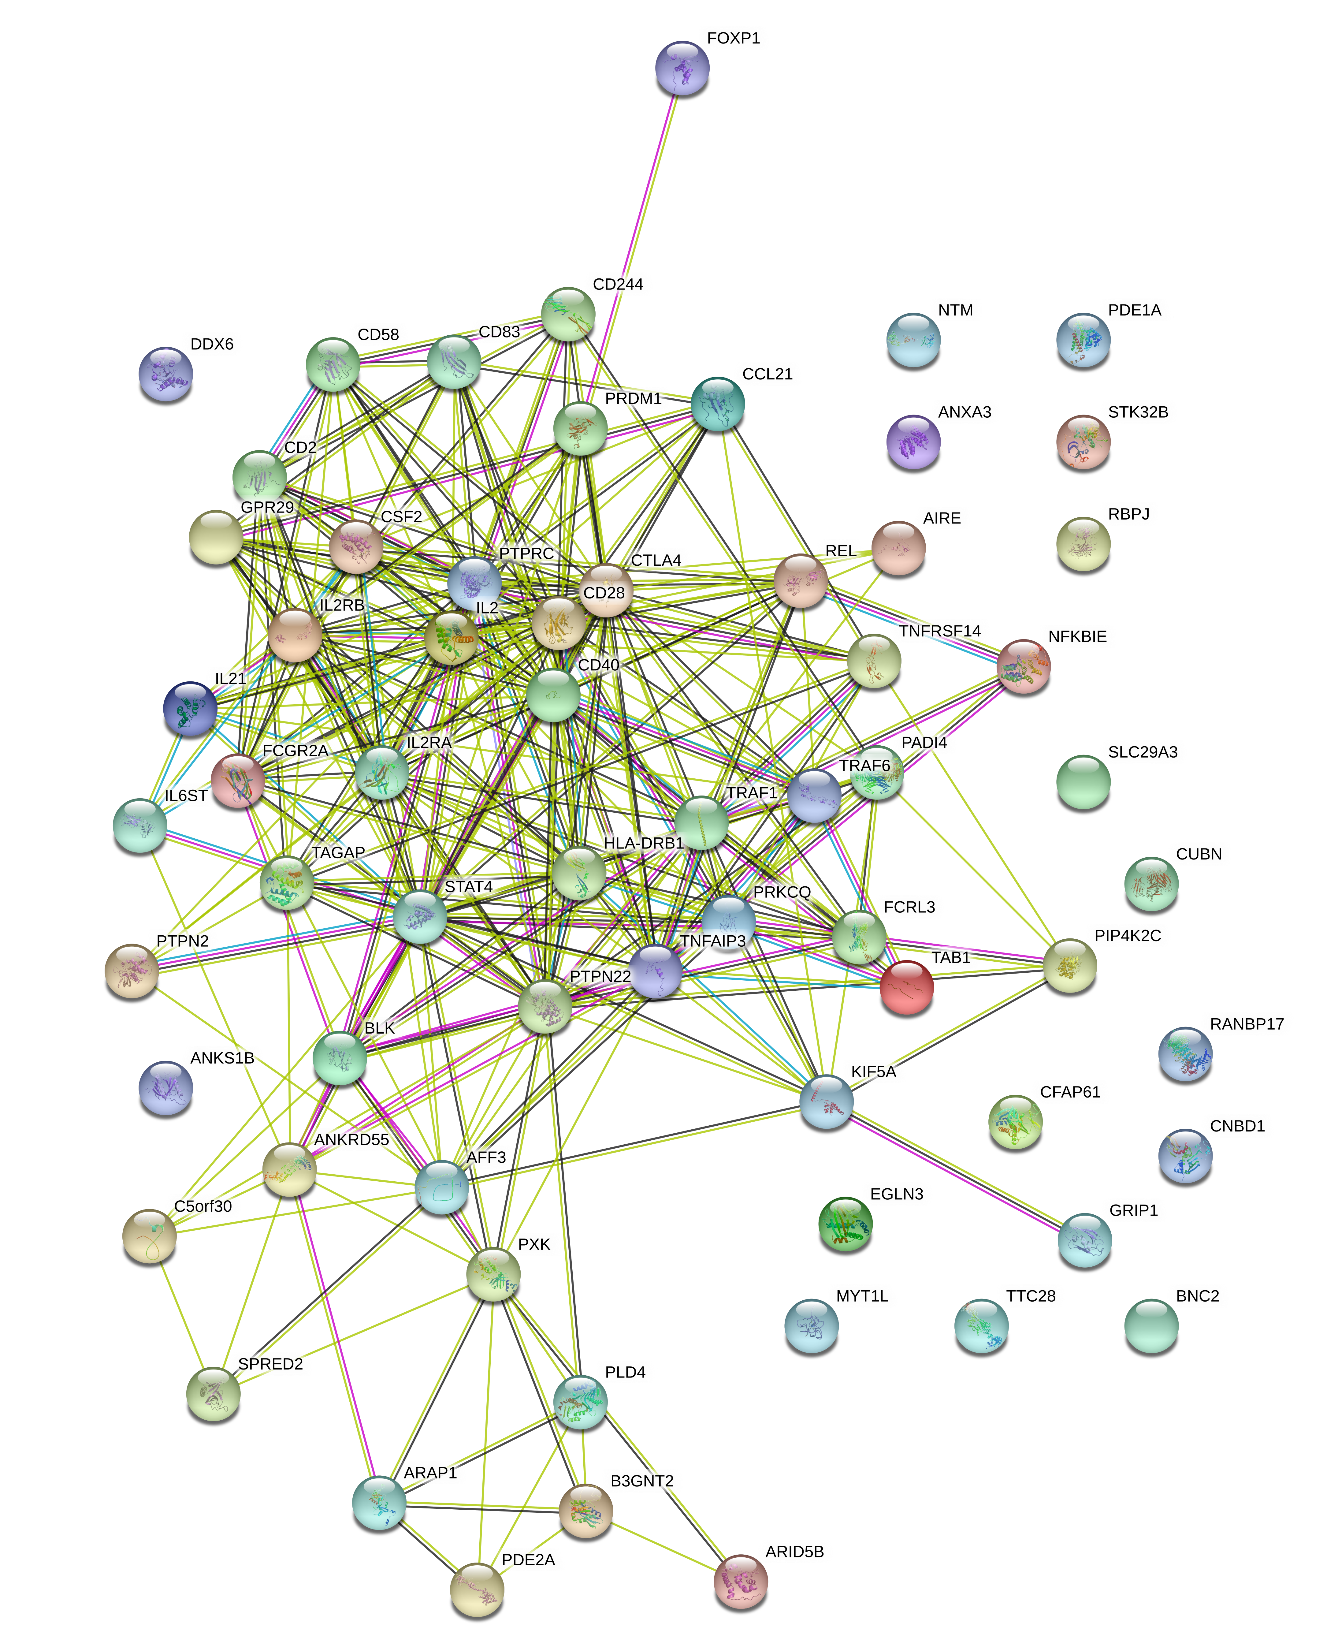 FOXP1
CD244
CD58
CD83
NTM
PDE1A
DDX6
CCL21
PRDM1
ANXA3
STK32B
CD2
GPR29
CSF2
AIRE
RBPJ
PTPRC
CTLA4
REL
CD28
IL2RB
IL2
TNFRSF14
NFKBIE
CD40
IL21
IL2RA
PADI4
FCGR2A
SLC29A3
TRAF6
IL6ST
TRAF1
HLA-DRB1
TAGAP
CUBN
STAT4
PRKCQ
FCRL3
PTPN2
TNFAIP3
PIP4K2C
TAB1
PTPN22
BLK
RANBP17
ANKS1B
KIF5A
CFAP61
CNBD1
ANKRD55
AFF3
EGLN3
C5orf30
GRIP1
PXK
MYT1L
TTC28
BNC2
SPRED2
PLD4
ARAP1
B3GNT2
PDE2A
ARID5B